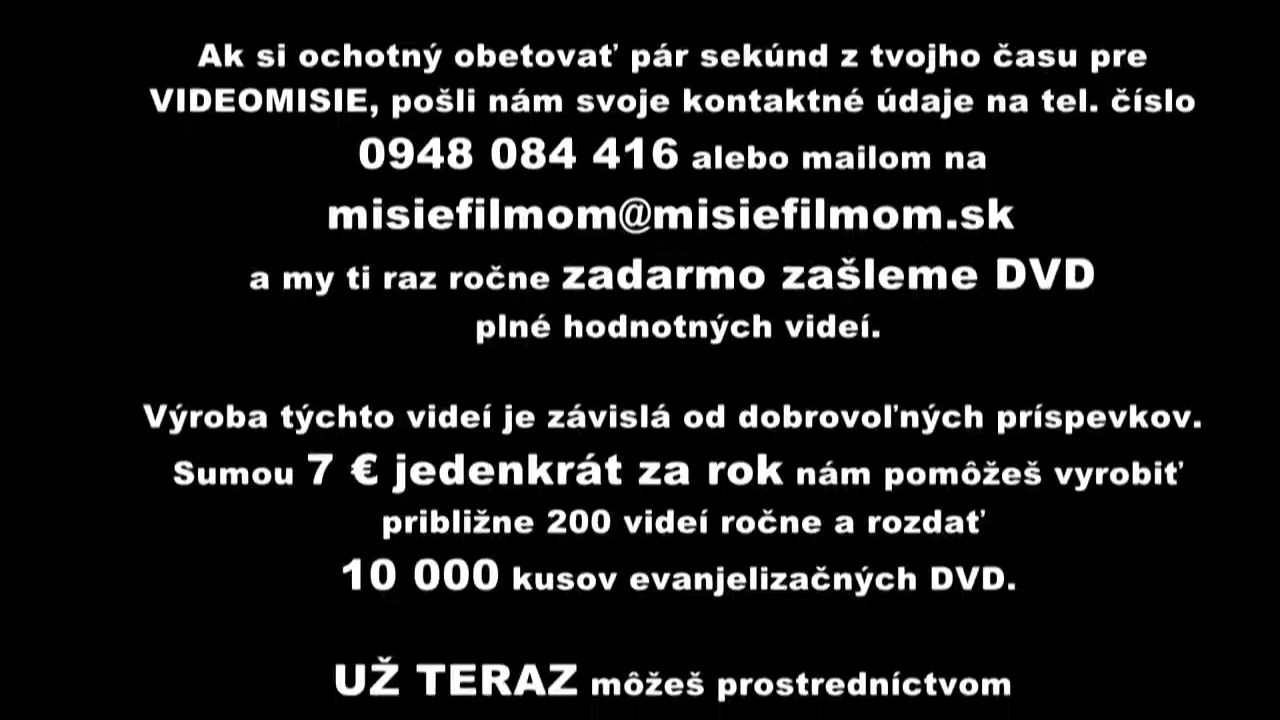 Ak si ochotný obetovať pár sekúnd z tvojho času pre
VIDEOMISIE, pošli nám svoje kontaktné údaje na tel. číslo
0948 084 416 alebo mailom na
misiefilmom@misiefilmom.sk
a my ti raz ročne zadarmo zašleme DVD
plné hodnotných videí.
Výroba týchto videí je závislá od dobrovoľných príspevkov.
Sumou 7 € jedenkrát za rok nám pomôžeš vyrobiť
približne 200 videí ročne a rozdať
10 000 kusov evanjelizačných DVD.
UŽ TERAZ môžeš prostredníctvom